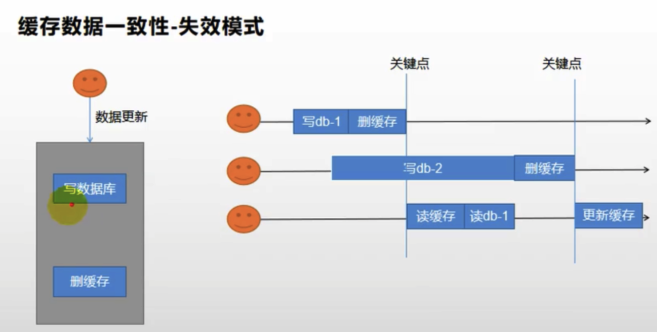 缓存数据一致性-失效模式
数据更新
写数据库
删缓存
关键点 关键点
写db-1 删缓存
写db-2 删缓存
读缓存 读db-1 更新缓存